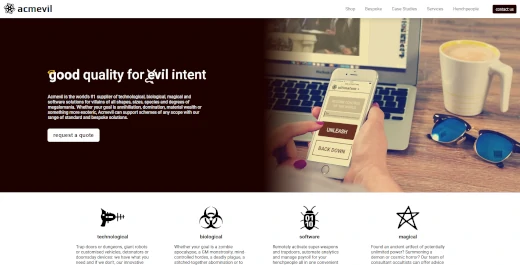 acmevil
Shop Requite Case Studies Services Henchpeople contact us
good quality for evil intent
Acmevil is the world's #1 supplier of technological, biological, magical and
software solutions for villains of all shapes, sizes, species and degrees of
megalomania. Whether your goal is annihilation, domination, material wealth or
something more esoteric, Acmevil can support schemes of any scope with our
range of standard and bespoke solutions.
request a quote
UNLEASH
BACK DOWN
technological
biological
software
magical
Trap doors or dungeons, giant robots
or customised vehicles, detonators or
doomsday devices: we have what you
need and if we don't, our innovative
Whether your goal is a zombie
apocalypse, a GM monstrosity, mind
controlled hordes, a deadly plague, a
stitched-together abomination or to
Remotely activate super-weapons
and traps, automate analytics
and manage payroll for your
henchpeople all in one convenient
Found an ancient artifact of potentially
unlimited power? Summoning a
demon or cosmic horror? Our team of
consultant occultists can offer advice